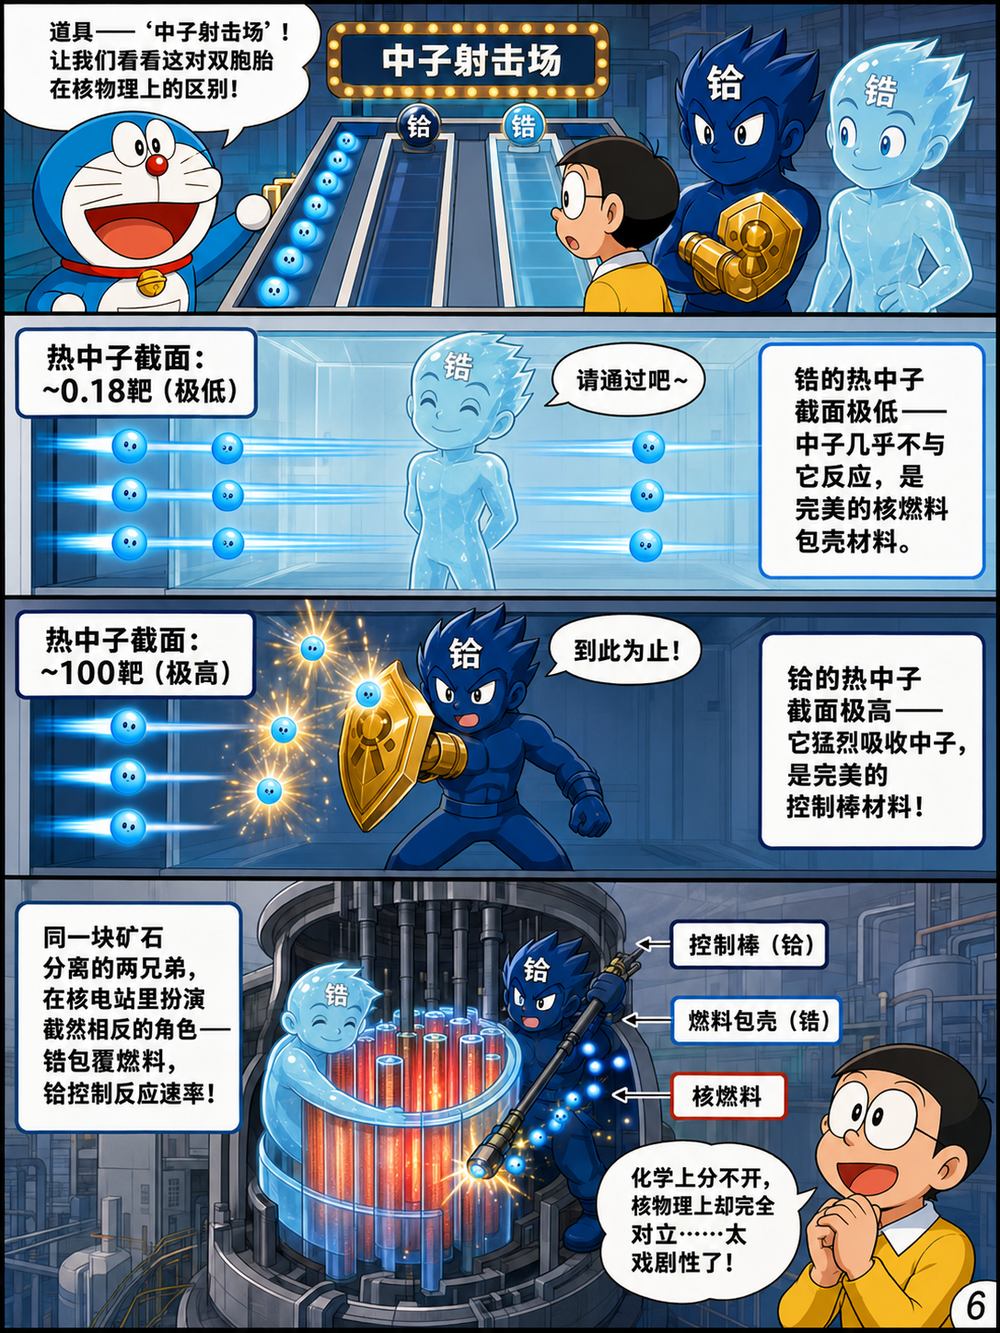 道具——‘中子射击场’！
让我们看看这对双胞胎
在核物理上的区别！
中子射击场
铪
锆
铪
锆
热中子截面：
~0.18靶（极低）
锆
请通过吧~
锆的热中子
截面极低——
中子几乎不与
它反应，是
完美的核燃料
包壳材料。
热中子截面：
~100靶（极高）
铪
到此为止！
铪的热中子
截面极高——
它猛烈吸收中子，
是完美的
控制棒材料！
同一块矿石
分离的两兄弟，
在核电站里扮演
截然相反的角色—
锆包覆燃料，
铪控制反应速率！
锆
铪
控制棒（铪）
燃料包壳（锆）
核燃料
化学上分不开，
核物理上却完全
对立……太
戏剧性了！
6